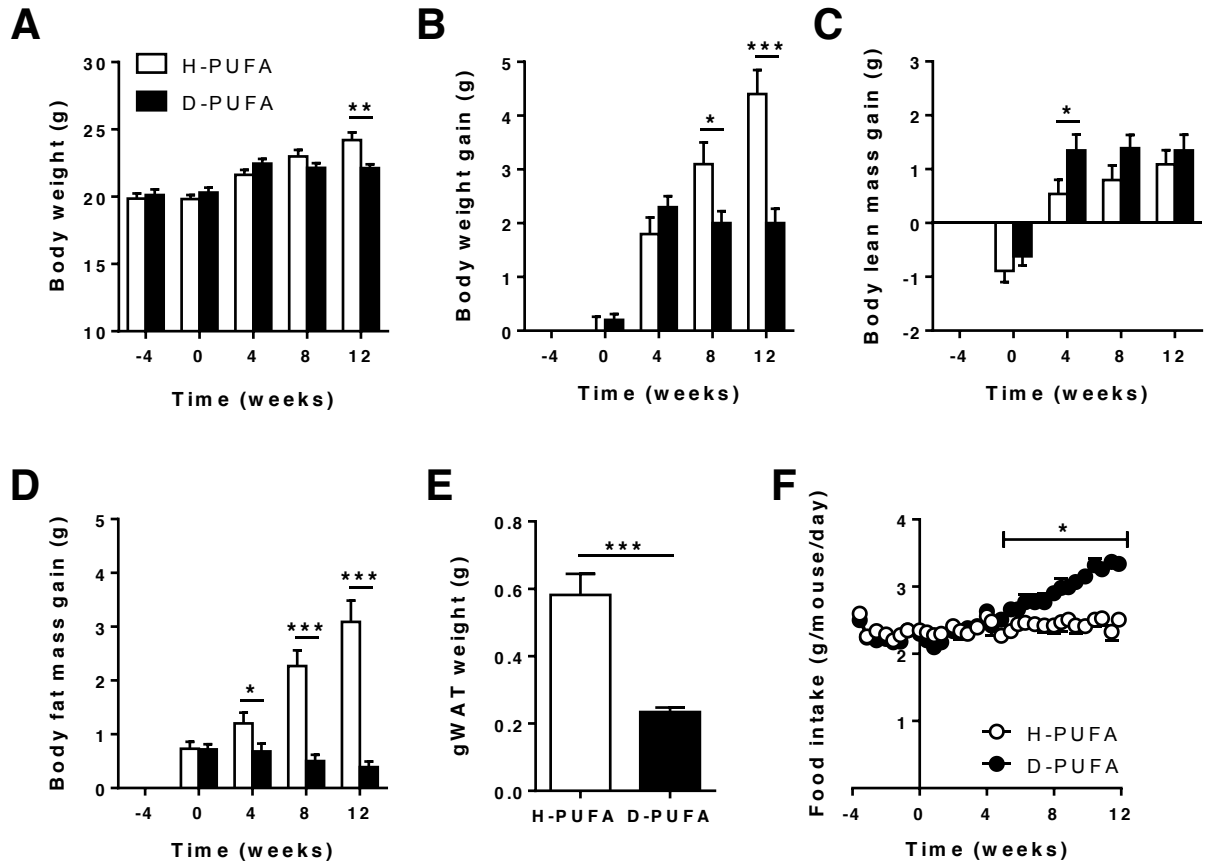 A
Body weight (g)
30
25
20
15
10
H-PUFA
D-PUFA
**
-4 0 4 8 12
Time (weeks)
B
Body weight gain (g)
5
4
3
2
1
0
*
***
-4 0 4 8 12
Time (weeks)
C
Body lean mass gain (g)
3
2
1
0
-1
-2
*
-4 0 4 8 12
Time (weeks)
D
Body fat mass gain (g)
5
4
3
2
1
0
*
***
***
-4 0 4 8 12
Time (weeks)
E
gWAT weight (g)
0.8
0.6
0.4
0.2
0.0
***
H-PUFA D-PUFA
F
Food intake (g/mouse/day)
4
3
2
1
*
H-PUFA
D-PUFA
-4 0 4 8 12
Time (weeks)